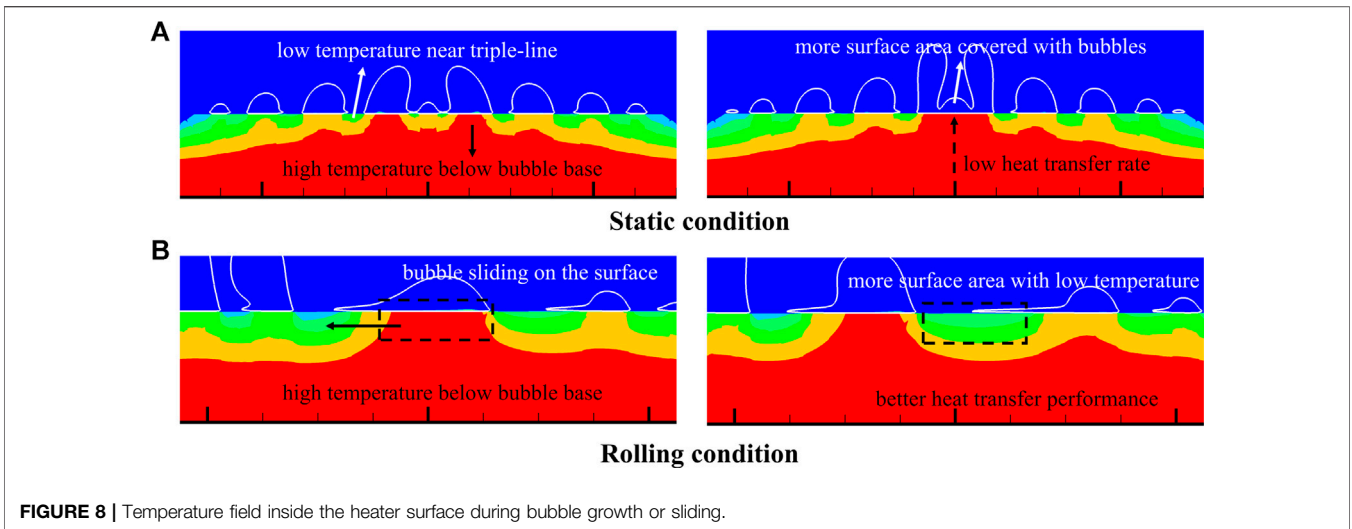 A
low temperature near triple-line
more surface area covered with bubbles
high temperature below bubble base
low heat transfer rate
Static condition
B
bubble sliding on the surface
more surface area with low temperature
high temperature below bubble base
better heat transfer performance
Rolling condition
FIGURE 8 | Temperature field inside the heater surface during bubble growth or sliding.